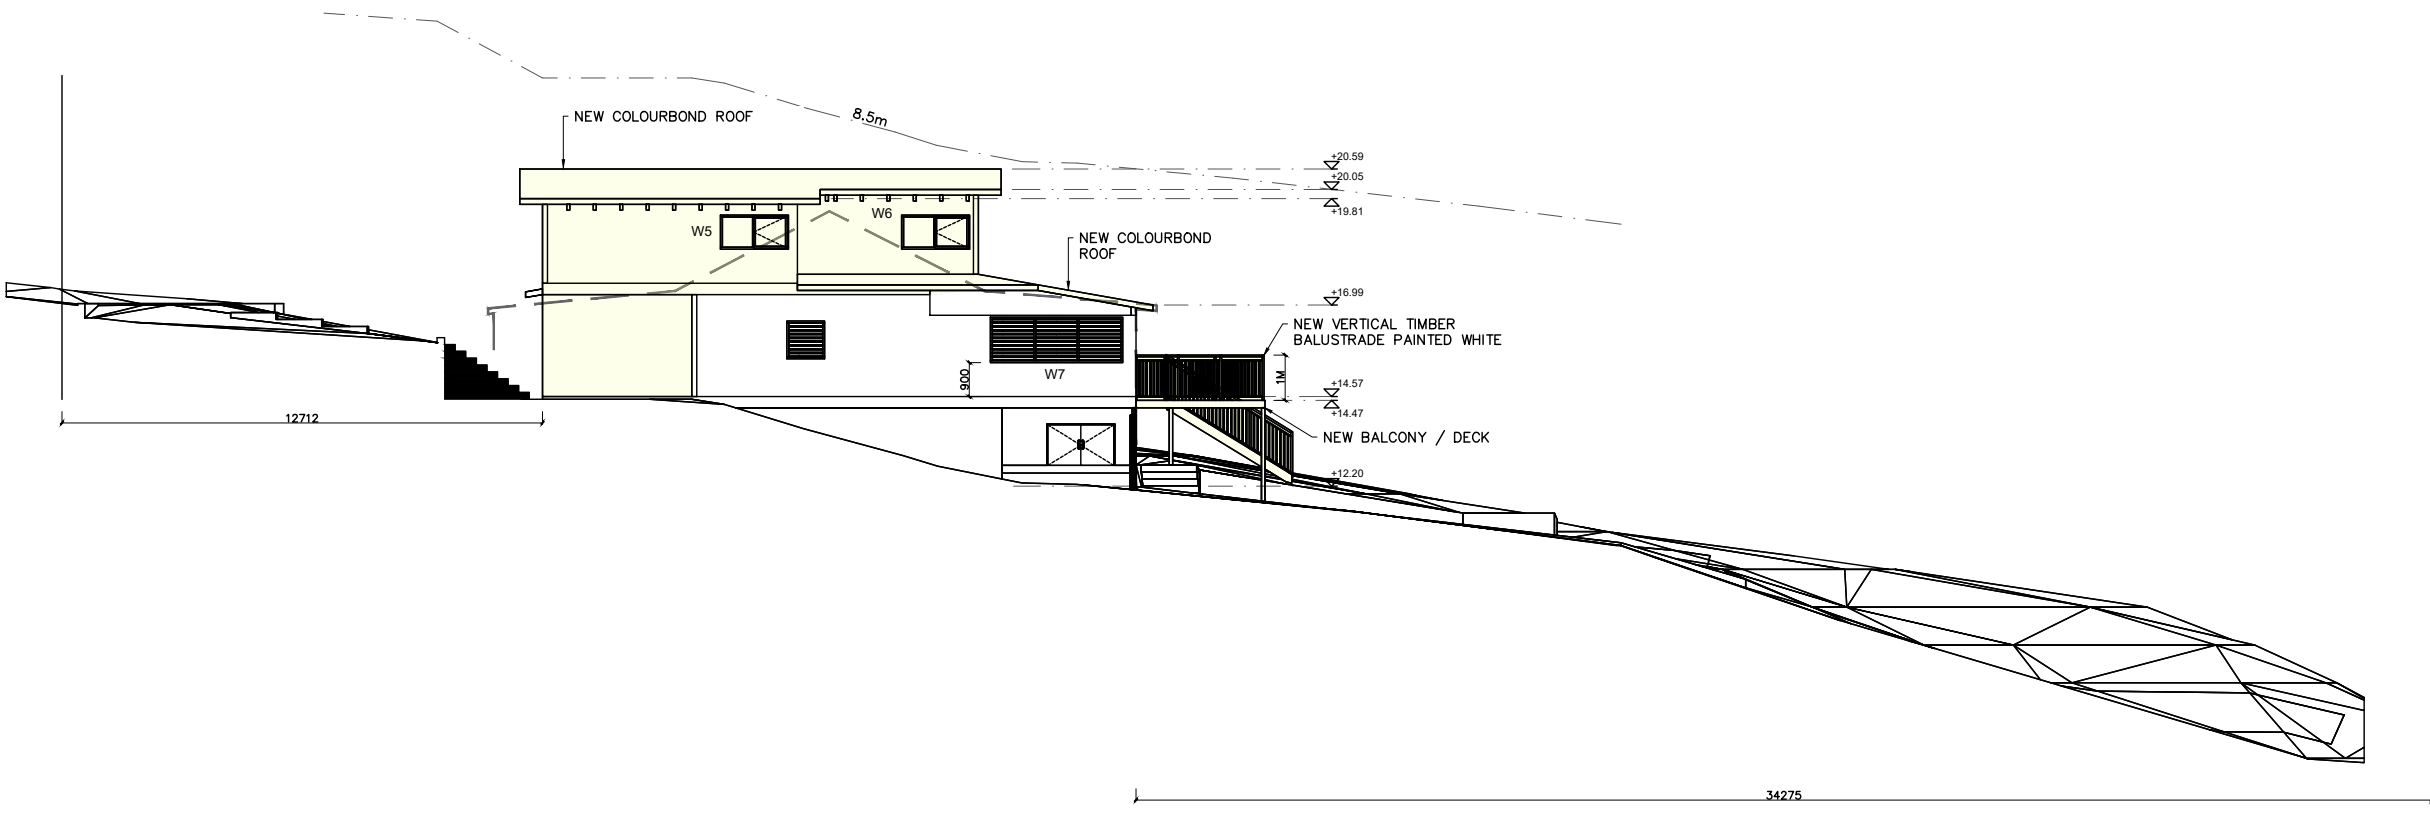 8.5m
NEW COLOURBOND ROOF
+20.59
+20.05
+19.81
W6
W5
NEW COLOURBOND
ROOF
+16.99
NEW VERTICAL TIMBER
BALUSTRADE PAINTED WHITE
W7
900
1M
+14.57
+14.47
12712
NEW BALCONY / DECK
+12.20
34275